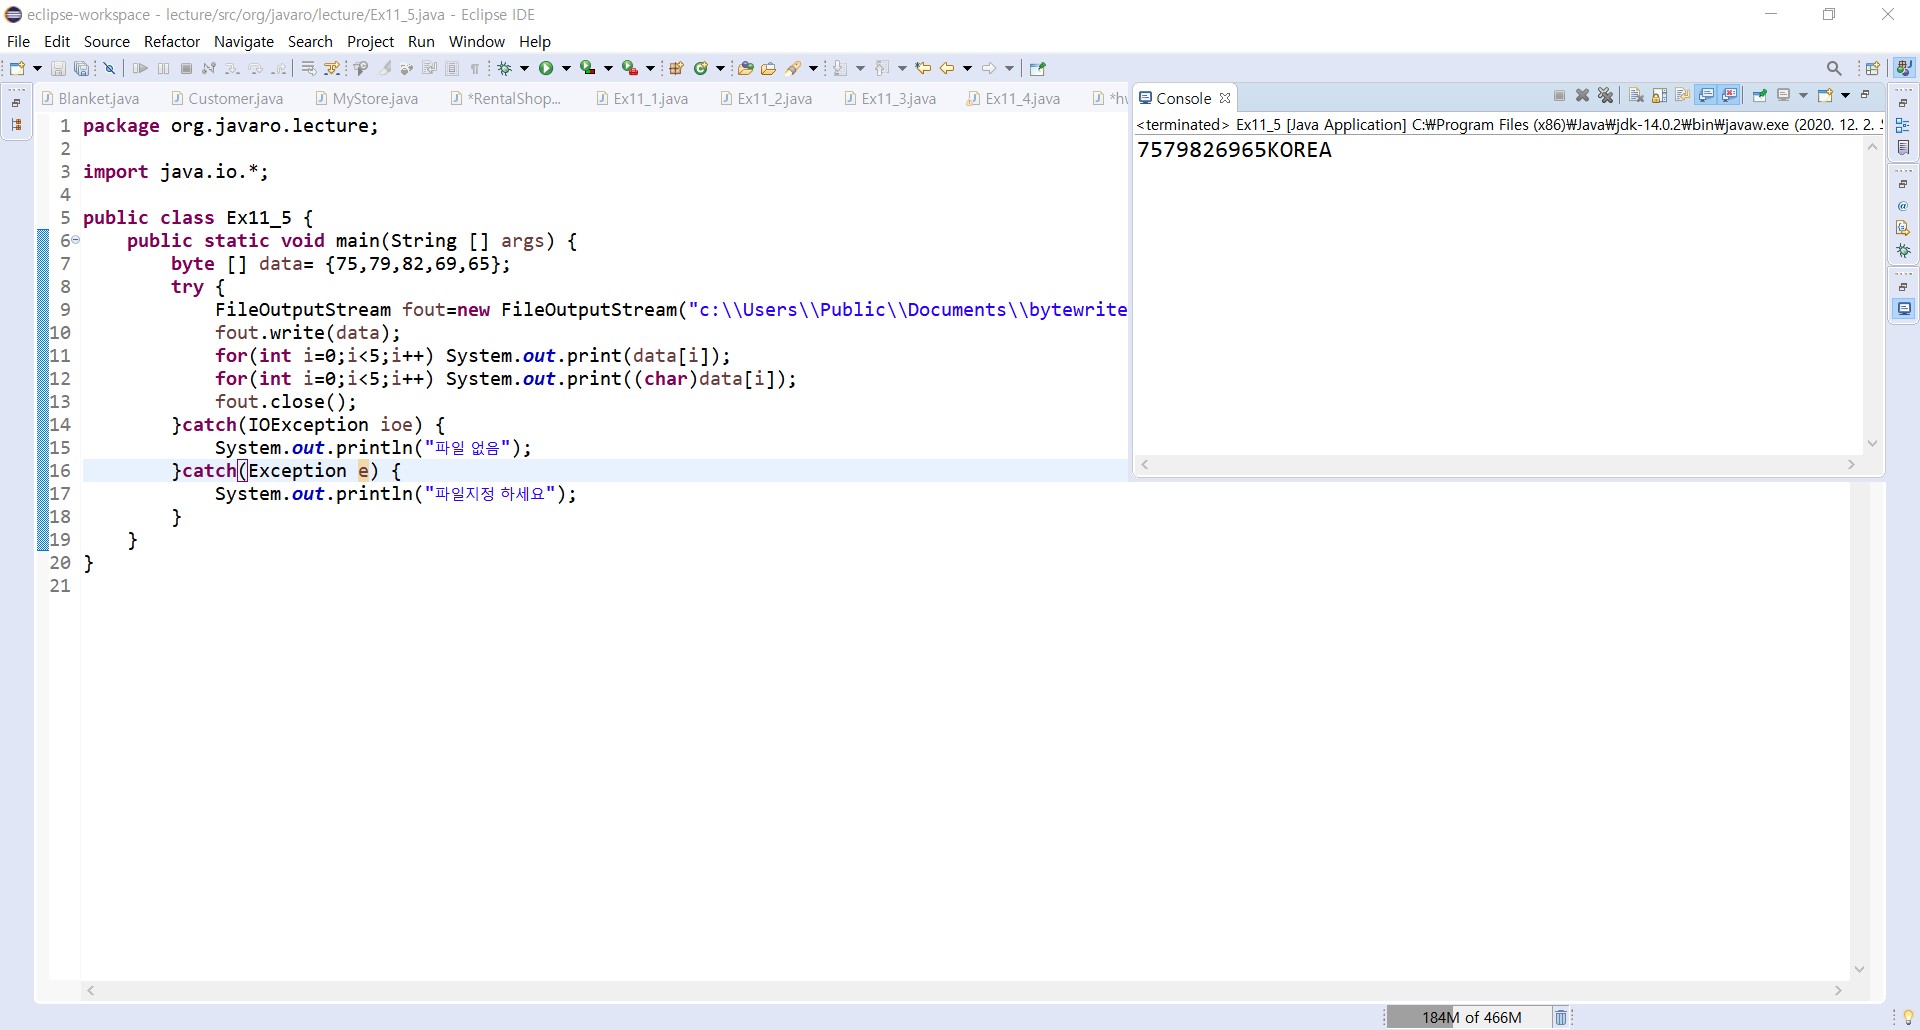 eclipse-workspace - lecture/src/org/javaro/lecture/Ex11_5.java - Eclipse IDE
File Edit Source Refactor Navigate Search Project Run Window Help
Blanket.java Customer.java MyStore.java *RentalShop... Ex11_1.java Ex11_2.java Ex11_3.java Ex11_4.java
1 package org.javaro.lecture;
2
3 import java.io.*;
4
5 public class Ex11_5 {
6 public static void main(String [] args) {
7 byte [] data= {75,79,82,69,65};
8 try {
9 FileOutputStream fout=new FileOutputStream("c:\\Users\\Public\\Documents\\bytewrite
10 fout.write(data);
11 for(int i=0;i<5;i++) System.out.print(data[i]);
12 for(int i=0;i<5;i++) System.out.print((char)data[i]);
13 fout.close();
14 }catch(IOException ioe) {
15 System.out.println("파일 없음");
16 }catch(Exception e) {
17 System.out.println("파일지정 하세요");
18 }
19 }
20 }
21
Console
<terminated> Ex11_5 [Java Application] C:₩Program Files (x86)₩Java₩jdk-14.0.2₩bin₩javaw.exe (2020. 12. 2.
7579826965KOREA
184M of 466M